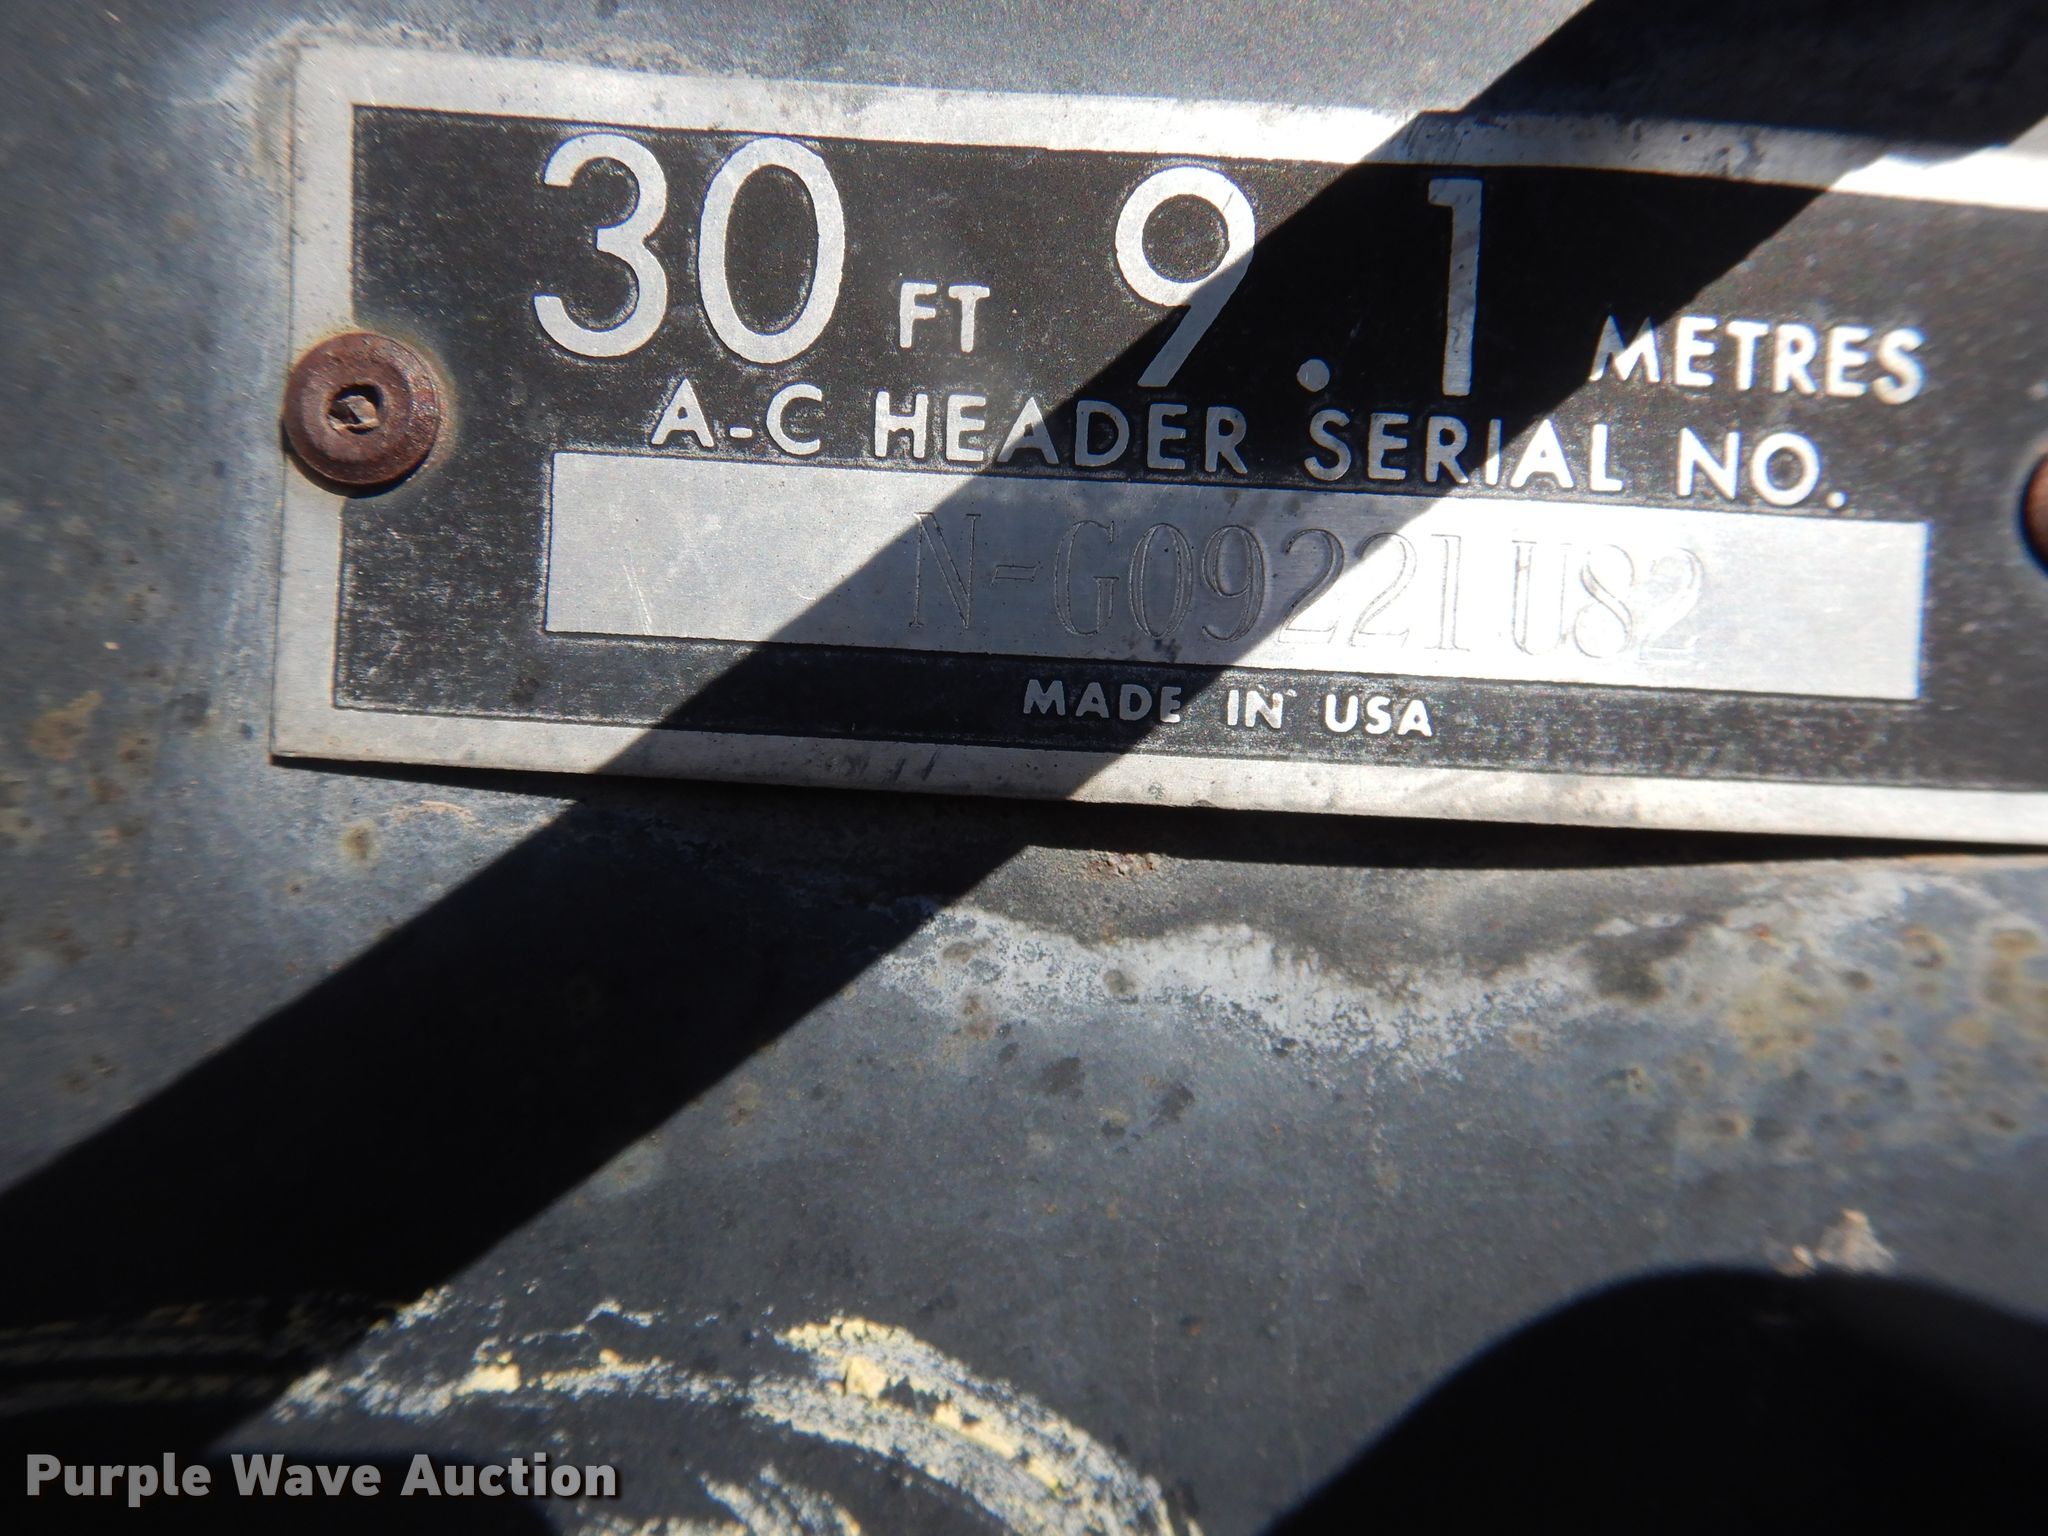 30 FT 9.1 METRES
A-C HEADER SERIAL NO.
N-G09221U82
MADE IN USA
Purple Wave Auction